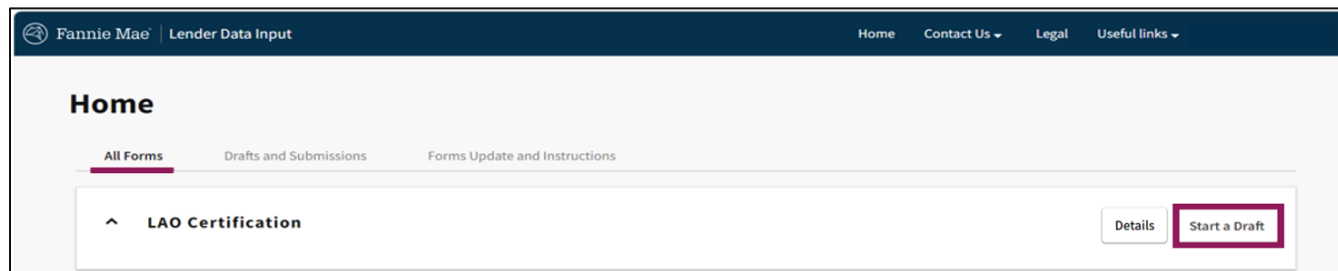 Fannie Mae | Lender Data Input Home Contact Us Legal Useful links
Home
All Forms Drafts and Submissions Forms Update and Instructions
LAO Certification Details Start a Draft